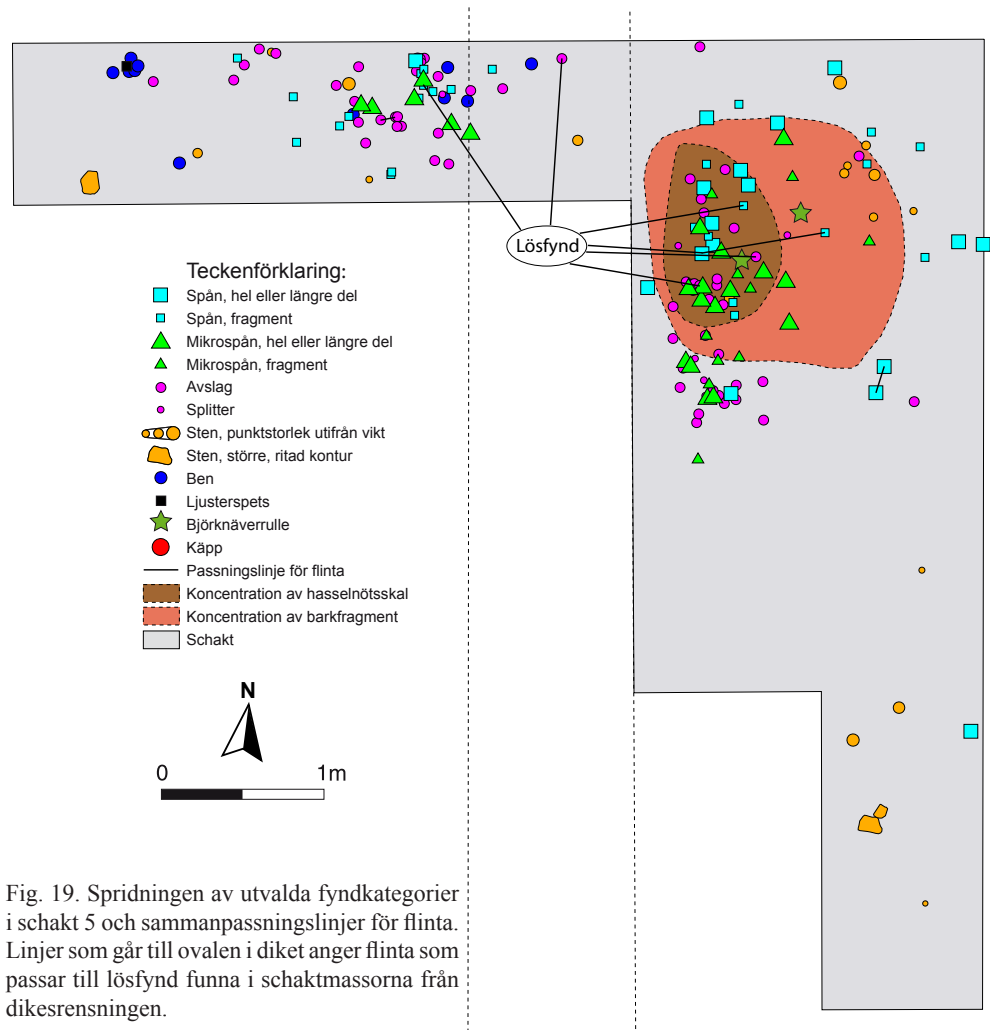 Lösfynd
Teckenförklaring:
Spån, hel eller längre del
Spån, fragment
Mikrospån, hel eller längre del
Mikrospån, fragment
Avslag
Splitter
Sten, punktstorlek utifrån vikt
Sten, större, ritad kontur
Ben
Ljusterspets
Björknäverrulle
Käpp
Passningslinje för flinta
Koncentration av hasselnötsskal
Koncentration av barkfragment
Schakt
N
0 1m
Fig. 19. Spridningen av utvalda fyndkategorier
i schakt 5 och sammanpassningslinjer för flinta.
Linjer som går till ovalen i diket anger flinta som
passar till lösfynd funna i schaktmassorna från
dikesrensningen.